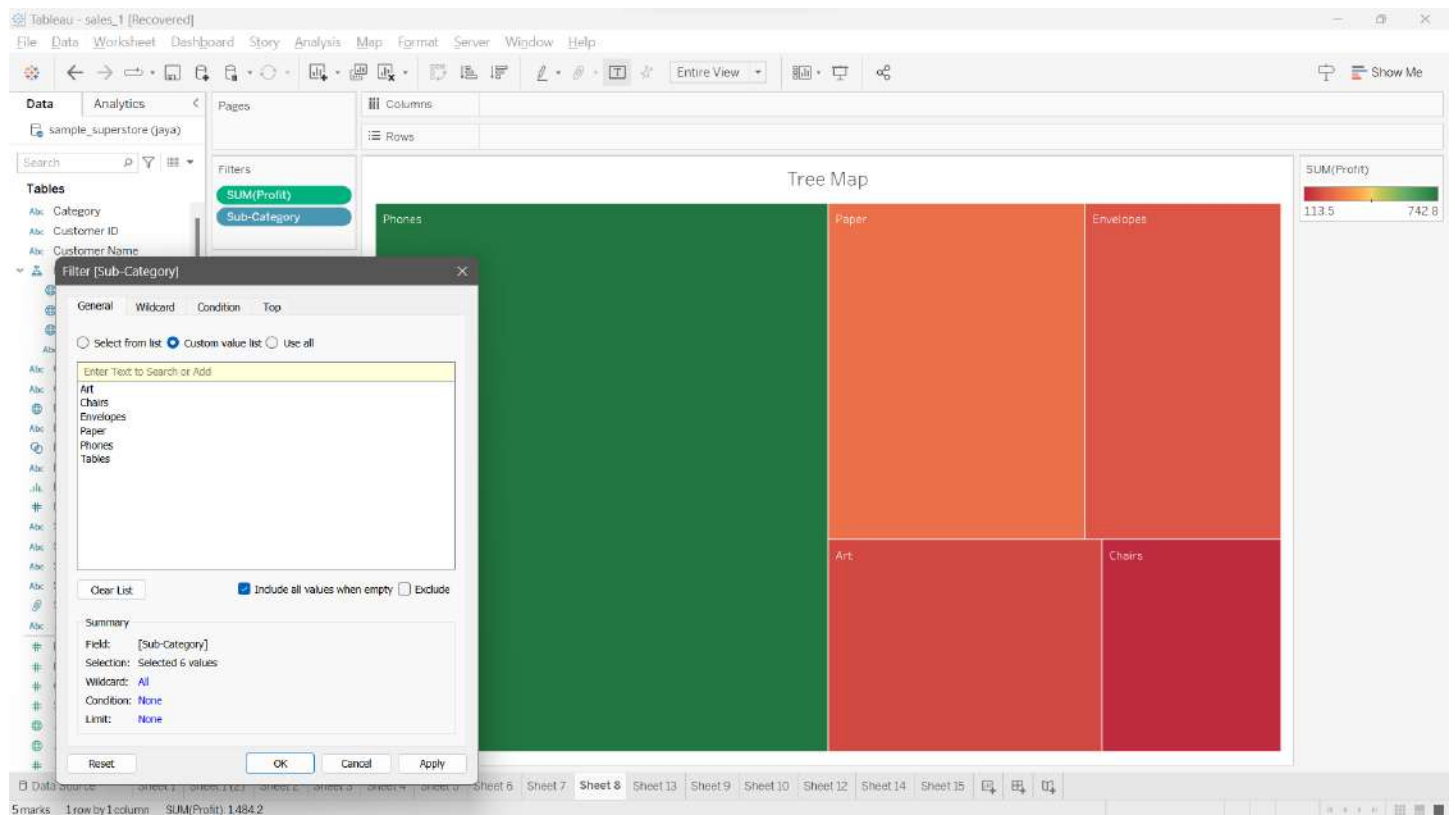 Tableau - sales_1 [Recovered]
File Data Worksheet Dashboard Story Analysis Map Format Server Window Help
Entire View
Show Me
Data Analytics
sample_superstore (jaya)
Search
Tables
Abc Category
Abc Customer ID
Abc Customer Name
Pages
Columns
Rows
Filters
SUM(Profit)
Sub-Category
Tree Map
Phones
Paper
Envelopes
Art
Chairs
SUM(Profit)
113.5 742.8
Filter [Sub-Category]
General Wildcard Condition Top
Select from list Custom value list Use all
Enter Text to Search or Add
Art
Chairs
Envelopes
Paper
Phones
Tables
Clear List Include all values when empty Exclude
Summary
Field: [Sub-Category]
Selection: Selected 6 values
Wildcard: All
Condition: None
Limit: None
Reset OK Cancel Apply
Sheet 6 Sheet 7 Sheet 8 Sheet 13 Sheet 9 Sheet 10 Sheet 12 Sheet 14 Sheet 15
5 marks 1 row by 1 column SUM(Profit): 1,484.2